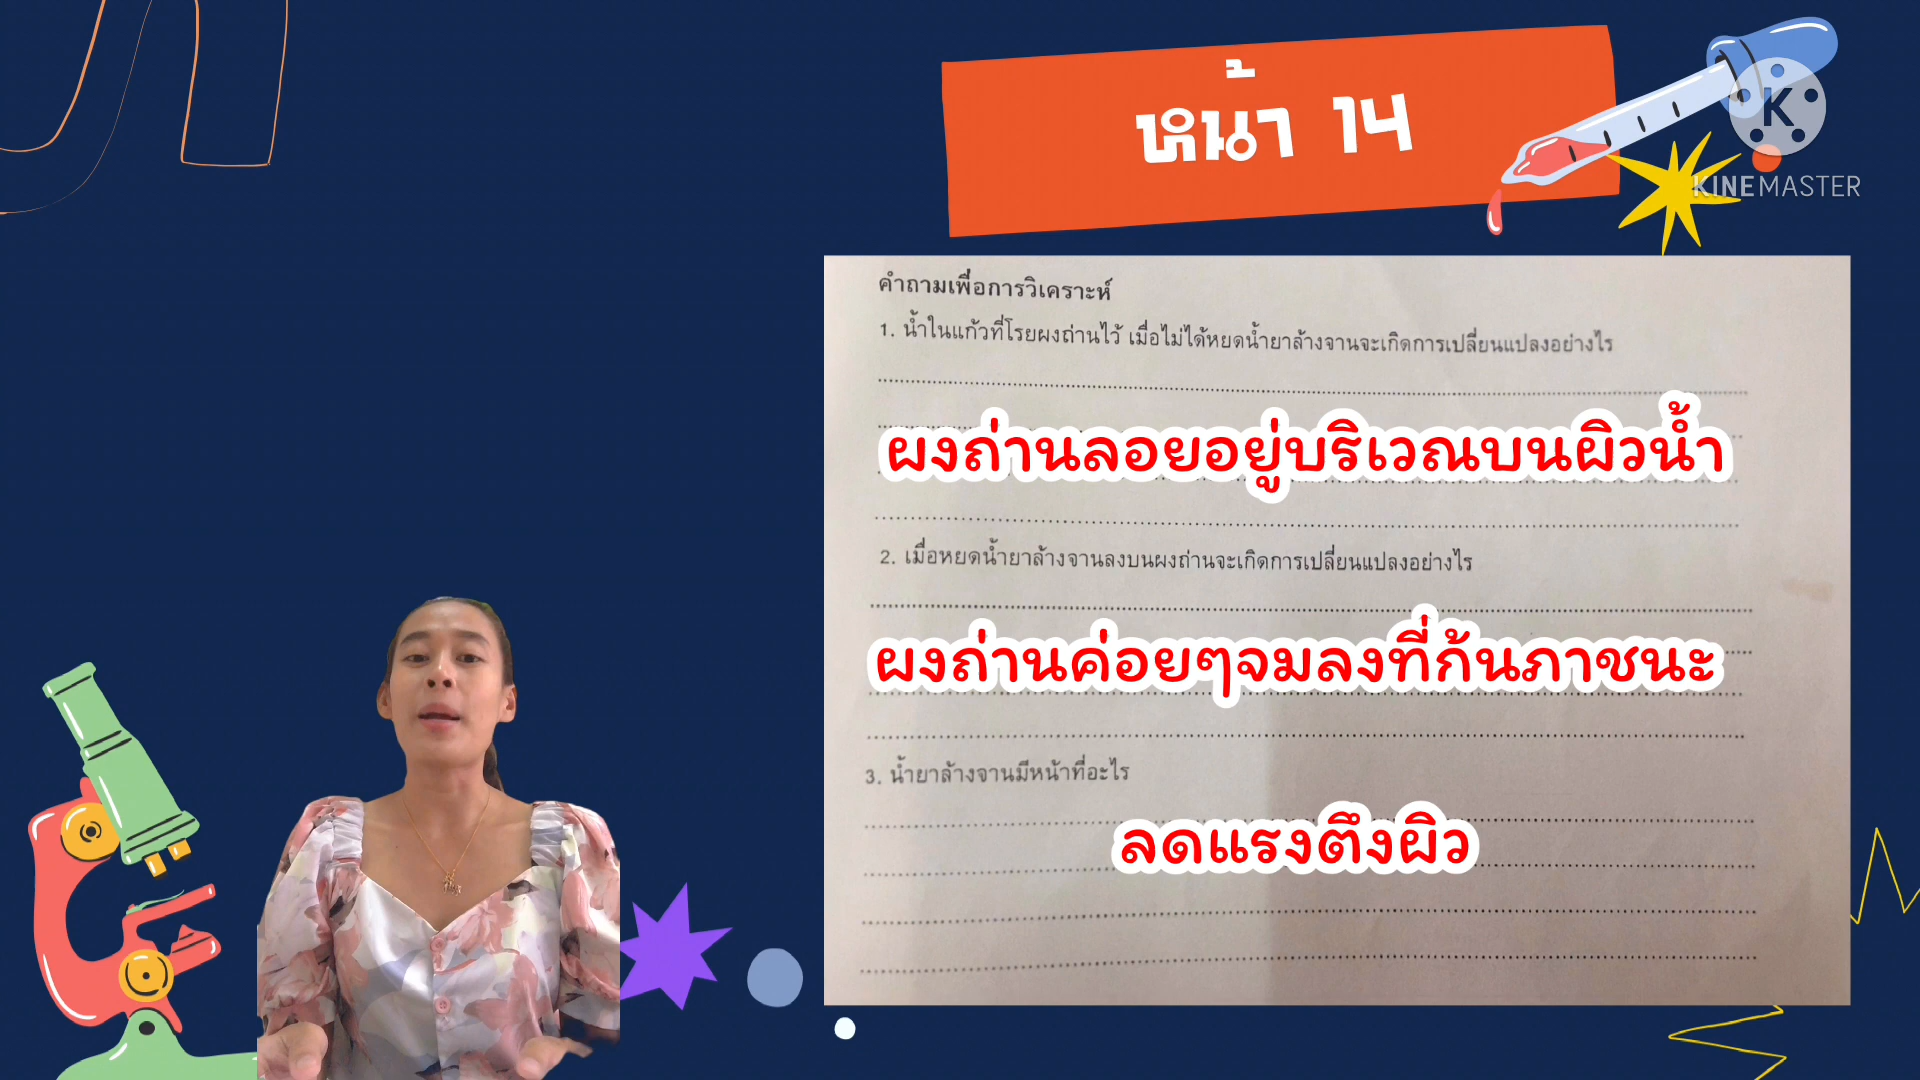 หน้า 14
K
KINEMASTER
คำถามเพื่อการวิเคราะห์
1. น้ำในแก้วที่โรยผงถ่านไว้ เมื่อไม่ได้หยดน้ำยาล้างจานจะเกิดการเปลี่ยนแปลงอย่างไร
ผงถ่านลอยอยู่บริเวณบนผิวน้ำ
2. เมื่อหยดน้ำยาล้างจานลงบนผงถ่านจะเกิดการเปลี่ยนแปลงอย่างไร
ผงถ่านค่อยๆจมลงที่ก้นภาชนะ
3. น้ำยาล้างจานมีหน้าที่อะไร
ลดแรงตึงผิว